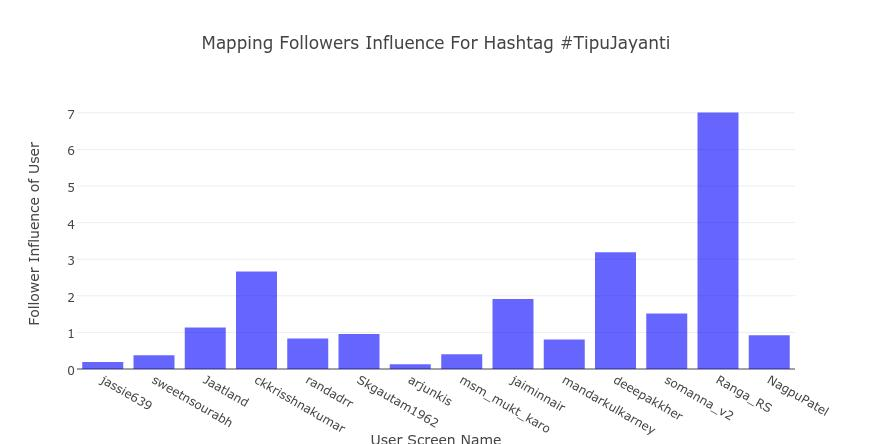 Mapping Followers Influence For Hashtag #TipuJayanti
Follower Influence of User
7
6
5
4
3
2
1
0
jassie639
sweetnsourabh
Jaatland
ckkrisshnakumar
randadrr
Skgautam1962
arjunkis
msm_mukt_karo
jaiminnair
mandarkulkarney
deeepakkher
somanna_v2
Ranga_RS
NagpuPatel
User Screen Name